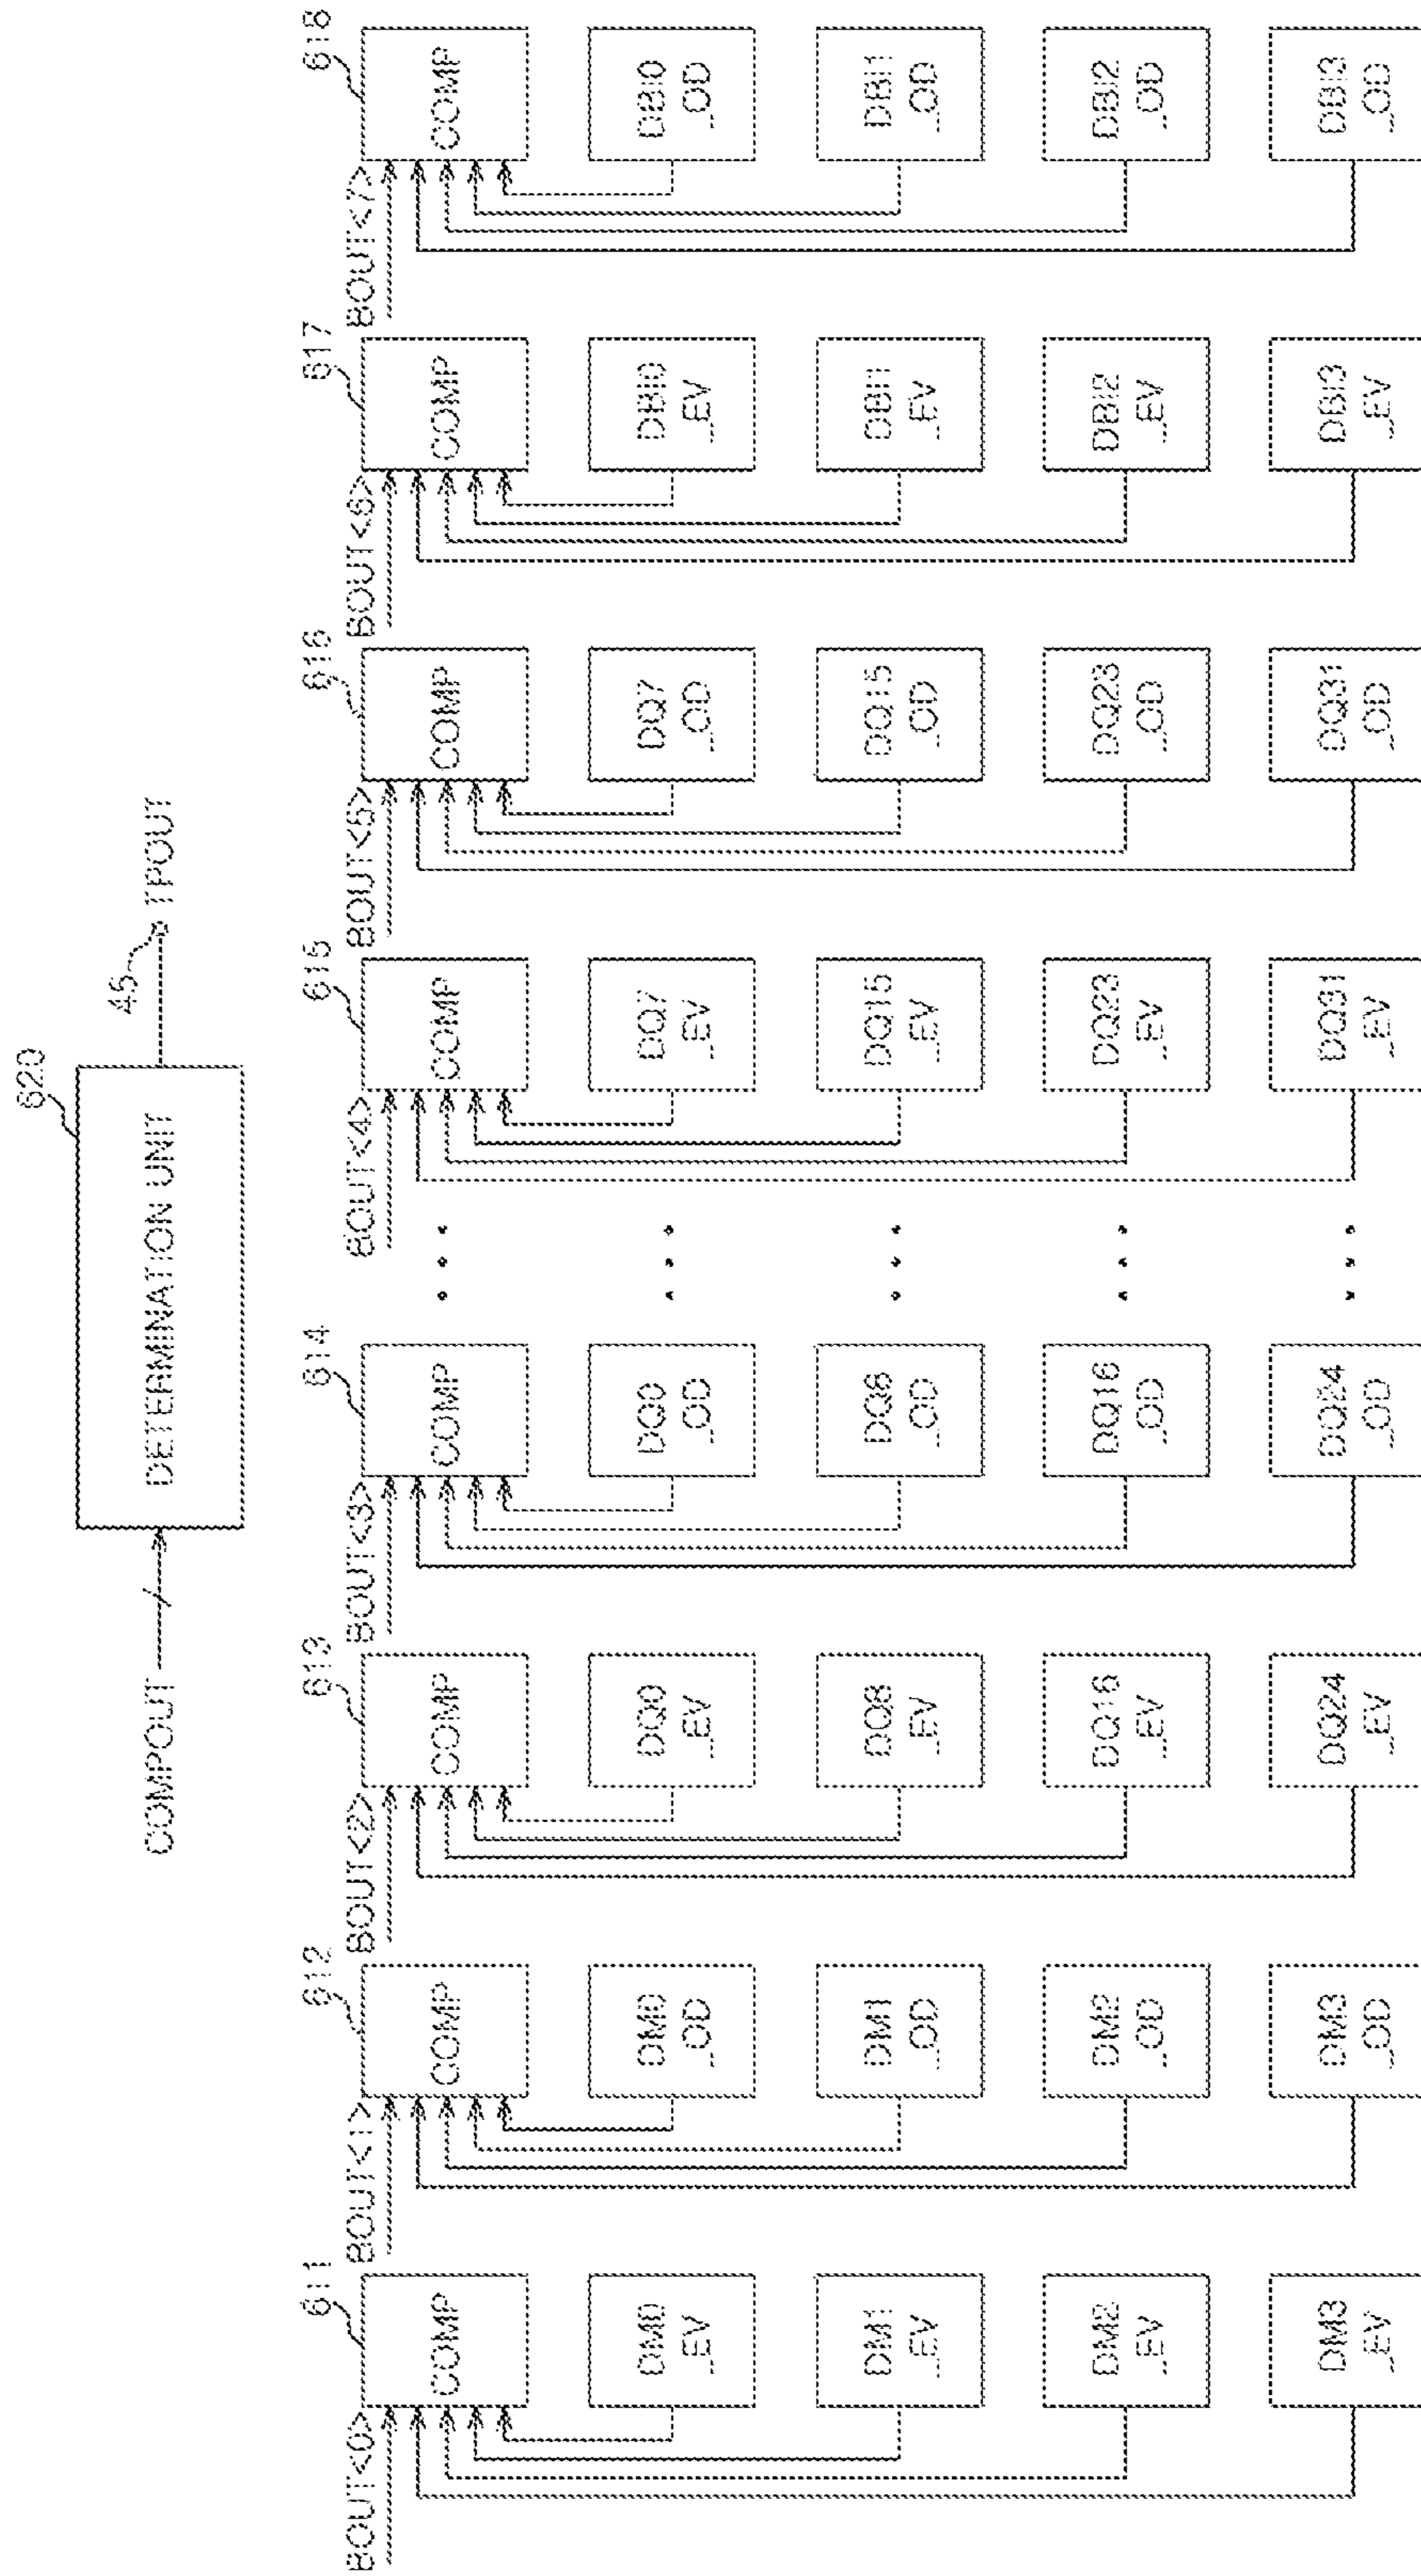 620
COMPOUT
DETERMINATION UNIT
45
TPOUT
611
612
613
614
615
616
617
618
BOUT<0>
BOUT<1>
BOUT<2>
BOUT<3>
BOUT<4>
BOUT<5>
BOUT<6>
BOUT<7>
COMP
COMP
COMP
COMP
COMP
COMP
COMP
COMP
DM0
_EV
DM0
_OD
DQ0
_EV
DQ0
_OD
DQ7
_EV
DQ7
_OD
DBI0
_EV
DBI0
_OD
DM1
_EV
DM1
_OD
DQ8
_EV
DQ8
_OD
DQ15
_EV
DQ15
_OD
DBI1
_EV
DBI1
_OD
DM2
_EV
DM2
_OD
DQ16
_EV
DQ16
_OD
DQ23
_EV
DQ23
_OD
DBI2
_EV
DBI2
_OD
DM3
_EV
DM3
_OD
DQ24
_EV
DQ24
_OD
DQ31
_EV
DQ31
_OD
DBI3
_EV
DBI3
_OD